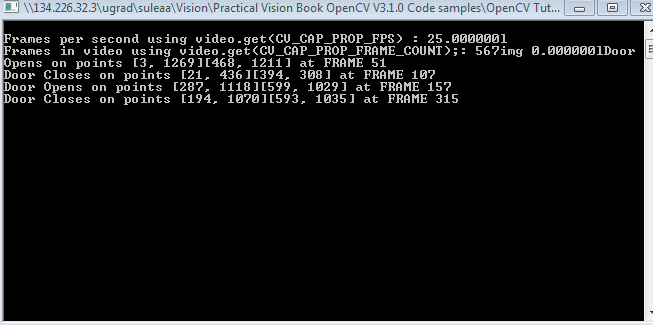 \\134.226.32.3\ugrad\suleaa\Vision\Practical Vision Book OpenCV V3.1.0 Code samples\OpenCV Tut...
Frames per second using video.get(CV_CAP_PROP_FPS) : 25.000000l
Frames in video using video.get(CV_CAP_PROP_FRAME_COUNT);: 567img 0.000000lDoor
Opens on points [3, 1269][468, 1211] at FRAME 51
Door Closes on points [21, 436][394, 308] at FRAME 107
Door Opens on points [287, 1118][599, 1029] at FRAME 157
Door Closes on points [194, 1070][593, 1035] at FRAME 315